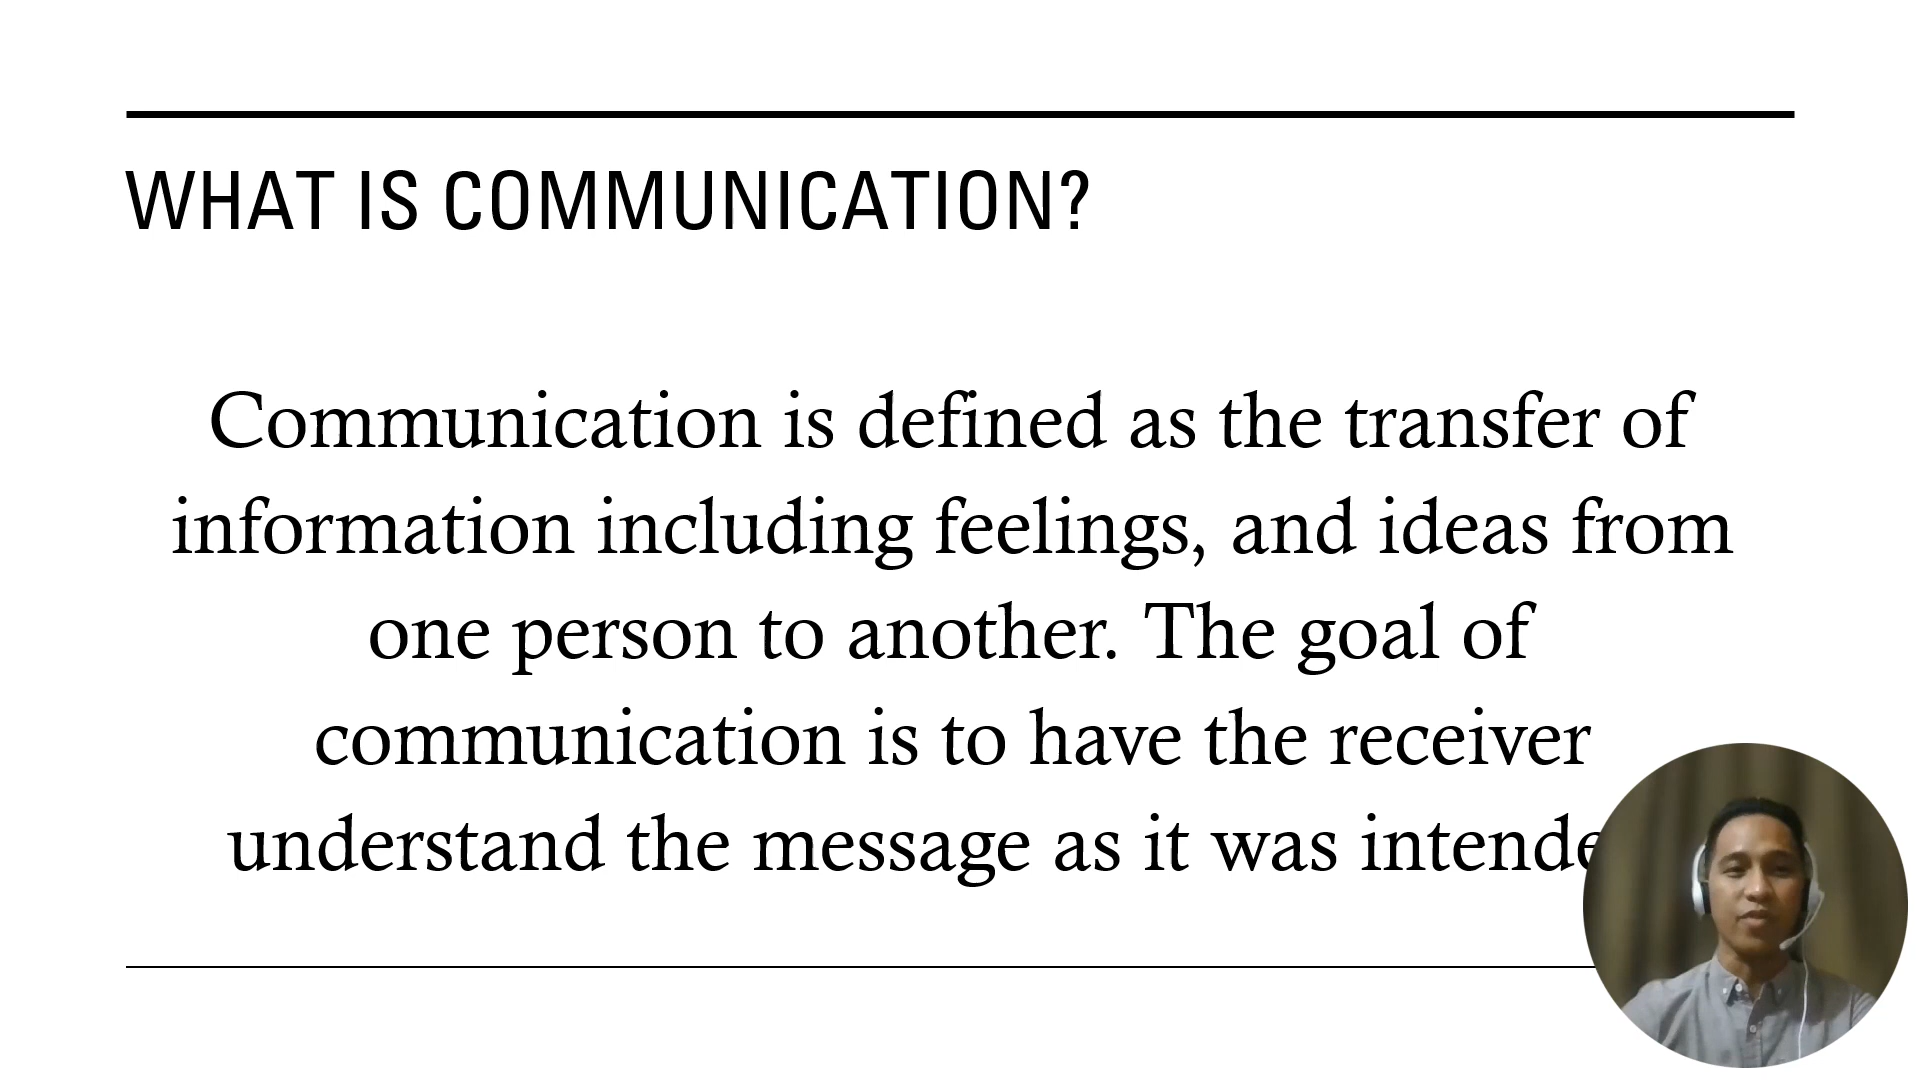 WHAT IS COMMUNICATION?
Communication is defined as the transfer of
information including feelings, and ideas from
one person to another. The goal of
communication is to have the receiver
understand the message as it was